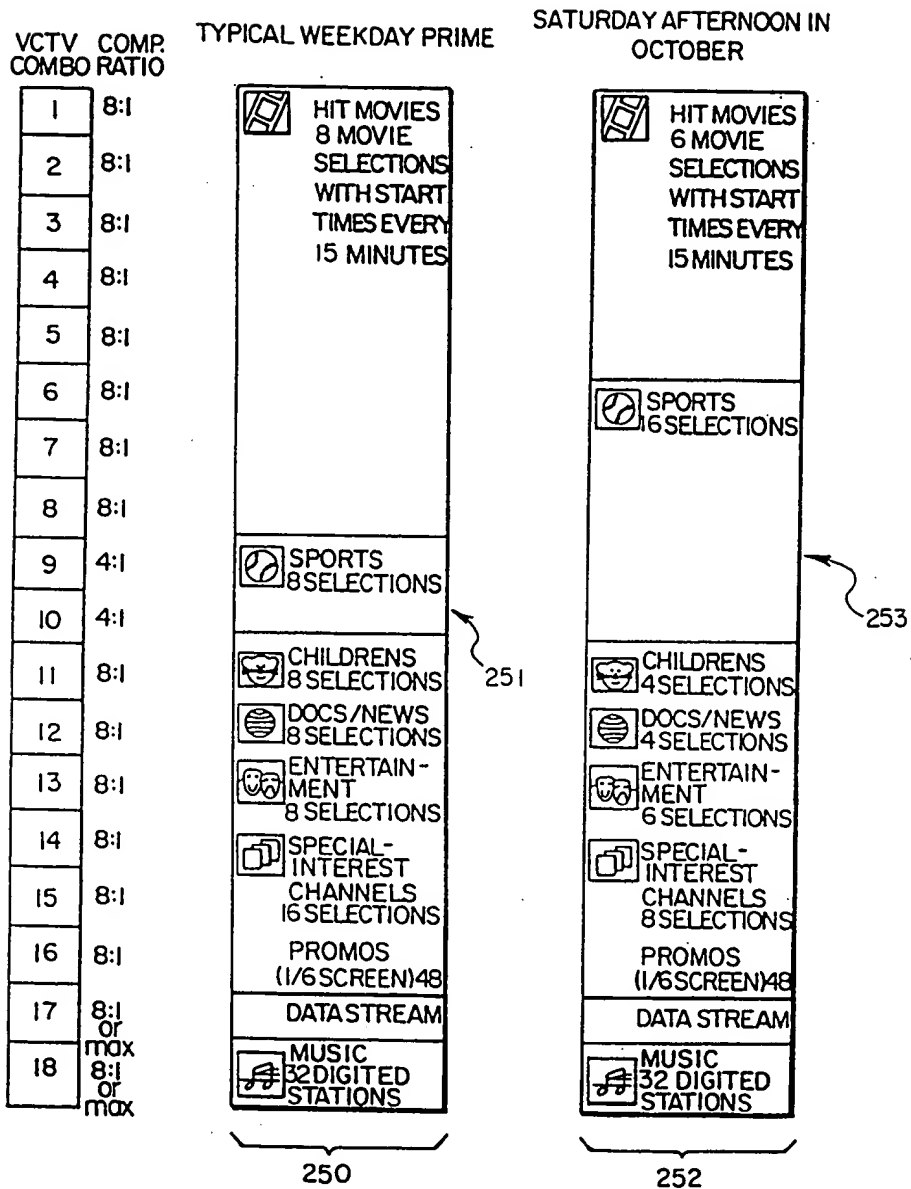 VCTV COMP.
COMBO RATIO
1 8:1
2 8:1
3 8:1
4 8:1
5 8:1
6 8:1
7 8:1
8 8:1
9 4:1
10 4:1
11 8:1
12 8:1
13 8:1
14 8:1
15 8:1
16 8:1
17 8:1
or
max
18 8:1
or
max
TYPICAL WEEKDAY PRIME
HIT MOVIES
8 MOVIE
SELECTIONS
WITH START
TIMES EVERY
15 MINUTES
SPORTS
8 SELECTIONS
251
CHILDRENS
8 SELECTIONS
DOCS/NEWS
8 SELECTIONS
ENTERTAIN-
MENT
8 SELECTIONS
SPECIAL-
INTEREST
CHANNELS
16 SELECTIONS
PROMOS
(1/6 SCREEN) 48
DATA STREAM
MUSIC
32 DIGITED
STATIONS
250
SATURDAY AFTERNOON IN
OCTOBER
HIT MOVIES
6 MOVIE
SELECTIONS
WITH START
TIMES EVERY
15 MINUTES
SPORTS
16 SELECTIONS
253
CHILDRENS
4 SELECTIONS
DOCS/NEWS
4 SELECTIONS
ENTERTAIN-
MENT
6 SELECTIONS
SPECIAL-
INTEREST
CHANNELS
8 SELECTIONS
PROMOS
(1/6 SCREEN) 48
DATA STREAM
MUSIC
32 DIGITED
STATIONS
252